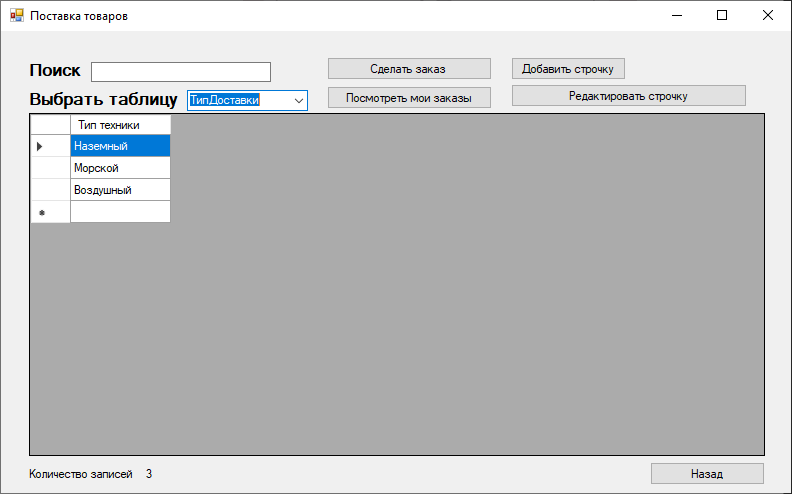 Поставка товаров
Поиск
Сделать заказ
Добавить строчку
Выбрать таблицу
ТипДоставки
Посмотреть мои заказы
Редактировать строчку
Тип техники
Наземный
Морской
Воздушный
Количество записей 3
Назад